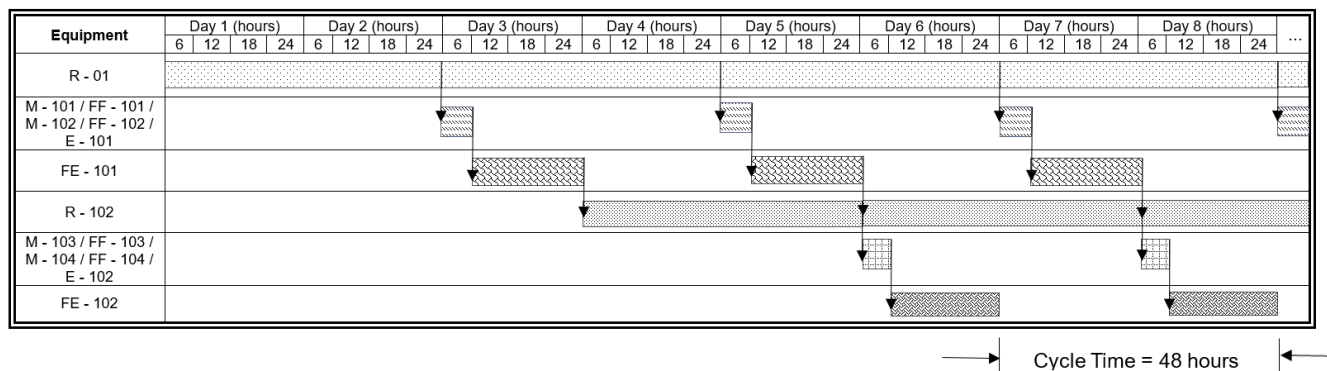 Equipment Day 1 (hours) Day 2 (hours) Day 3 (hours) Day 4 (hours) Day 5 (hours) Day 6 (hours) Day 7 (hours) Day 8 (hours) ...
6 12 18 24 6 12 18 24 6 12 18 24 6 12 18 24 6 12 18 24 6 12 18 24 6 12 18 24 6 12 18 24
R - 01
M - 101 / FF - 101 /
M - 102 / FF - 102 /
E - 101
FE - 101
R - 102
M - 103 / FF - 103 /
M - 104 / FF - 104 /
E - 102
FE - 102
Cycle Time = 48 hours